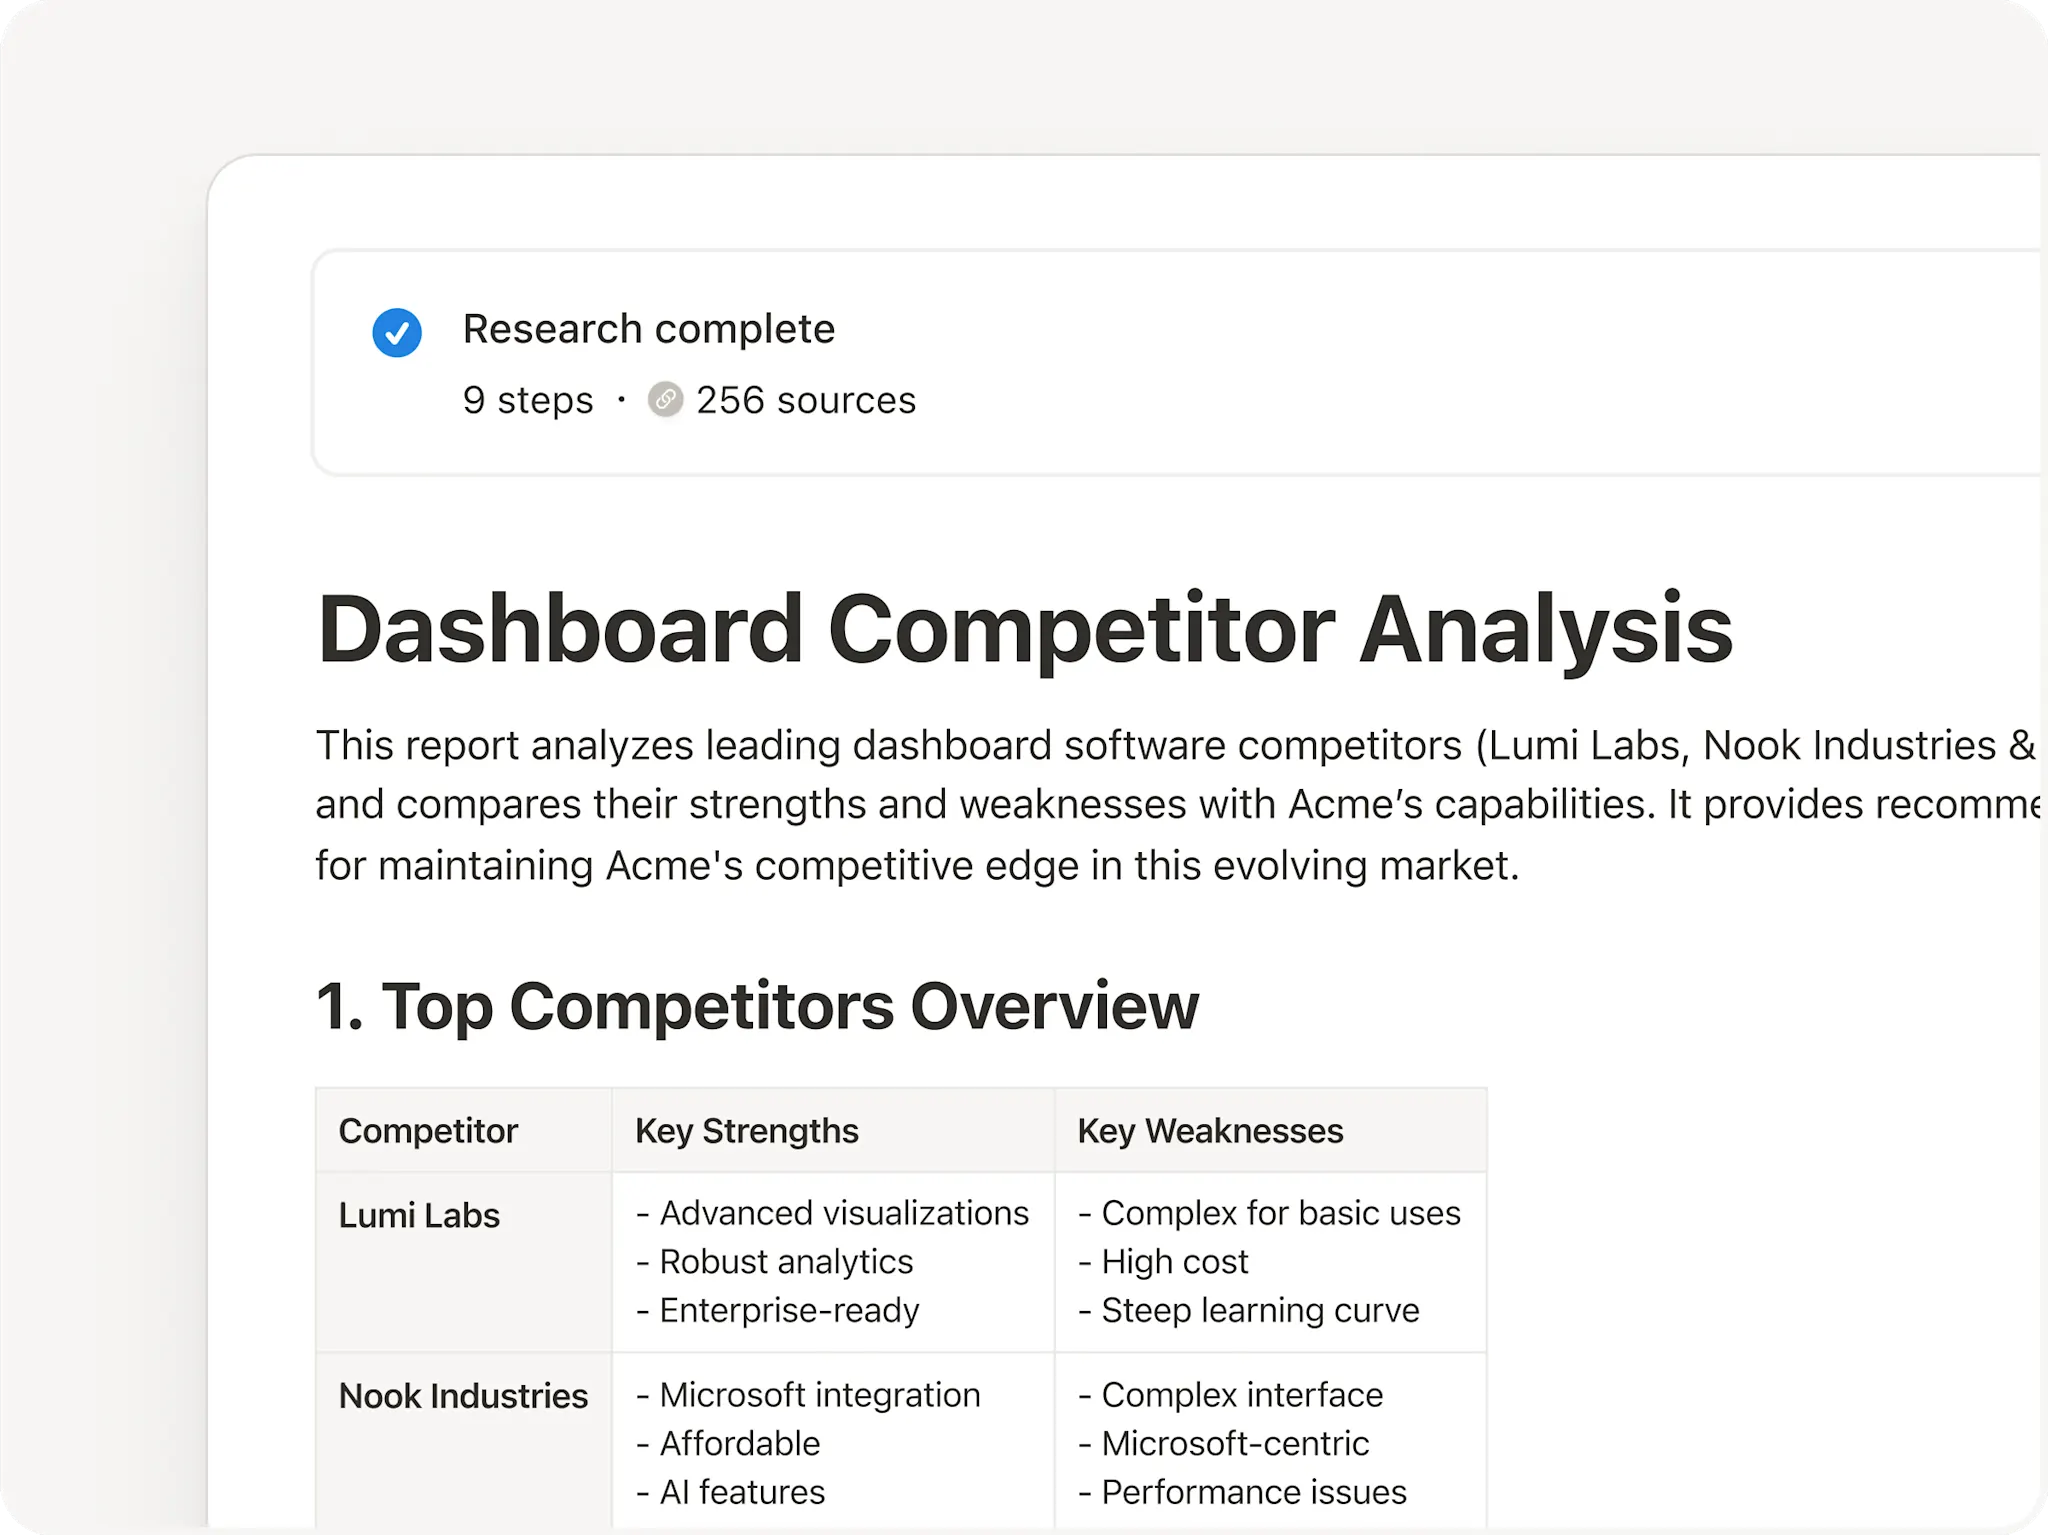 Research complete
9 steps · 256 sources
Dashboard Competitor Analysis
This report analyzes leading dashboard software competitors (Lumi Labs, Nook Industries &
and compares their strengths and weaknesses with Acme’s capabilities. It provides recomme
for maintaining Acme's competitive edge in this evolving market.
1. Top Competitors Overview
Competitor Key Strengths Key Weaknesses
Lumi Labs - Advanced visualizations - Complex for basic uses
- Robust analytics - High cost
- Enterprise-ready - Steep learning curve
Nook Industries - Microsoft integration - Complex interface
- Affordable - Microsoft-centric
- AI features - Performance issues